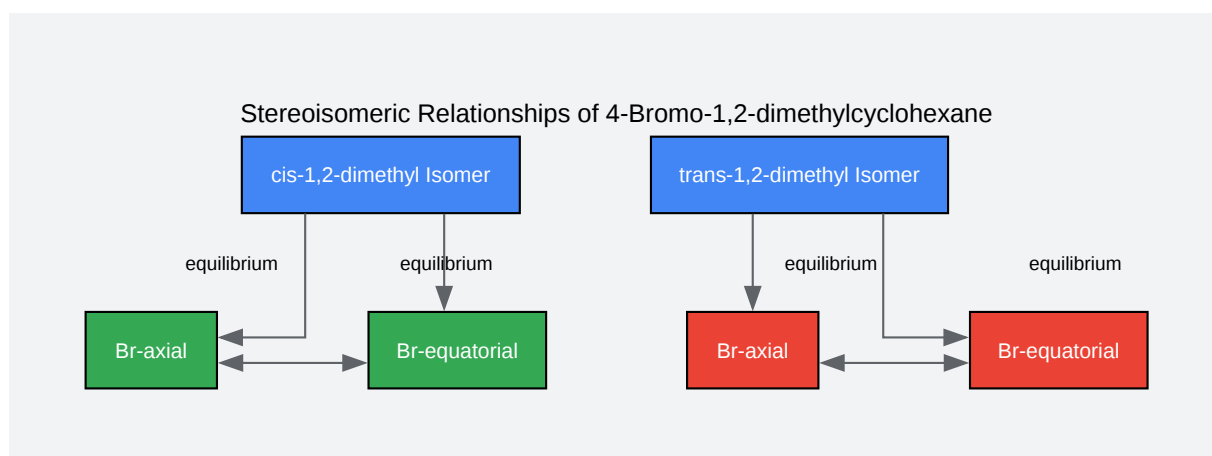 Stereoisomeric Relationships of 4-Bromo-1,2-dimethylcyclohexane
cis-1,2-dimethyl Isomer
trans-1,2-dimethyl Isomer
equilibrium
equilibrium
equilibrium
equilibrium
Br-axial
Br-equatorial
Br-axial
Br-equatorial